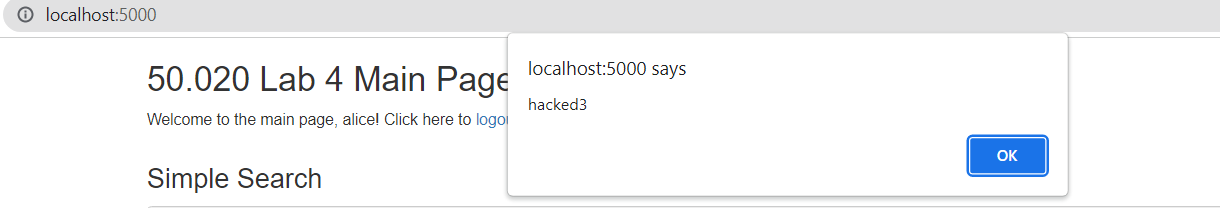 localhost:5000
50.020 Lab 4 Main Page
Welcome to the main page, alice! Click here to
Simple Search
localhost:5000 says
hacked3
OK